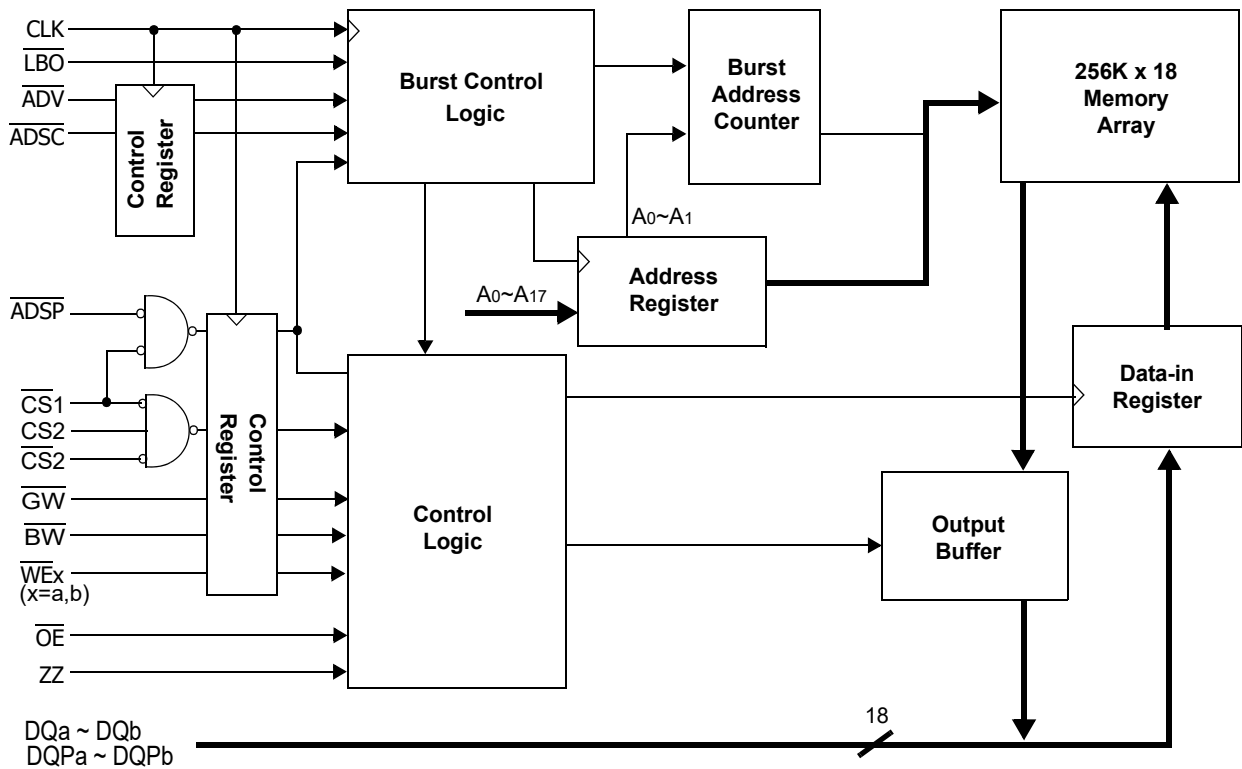 CLK
LBO
ADV
ADSC
Control
Register
Burst Control
Logic
Burst
Address
Counter
256K x 18
Memory
Array
A0~A1
Address
Register
A0~A17
ADSP
CS1
CS2
CS2
GW
BW
WEx
(x=a,b)
OE
ZZ
Control
Register
Control
Logic
Data-in
Register
Output
Buffer
DQa ~ DQb
DQPa ~ DQPb
18